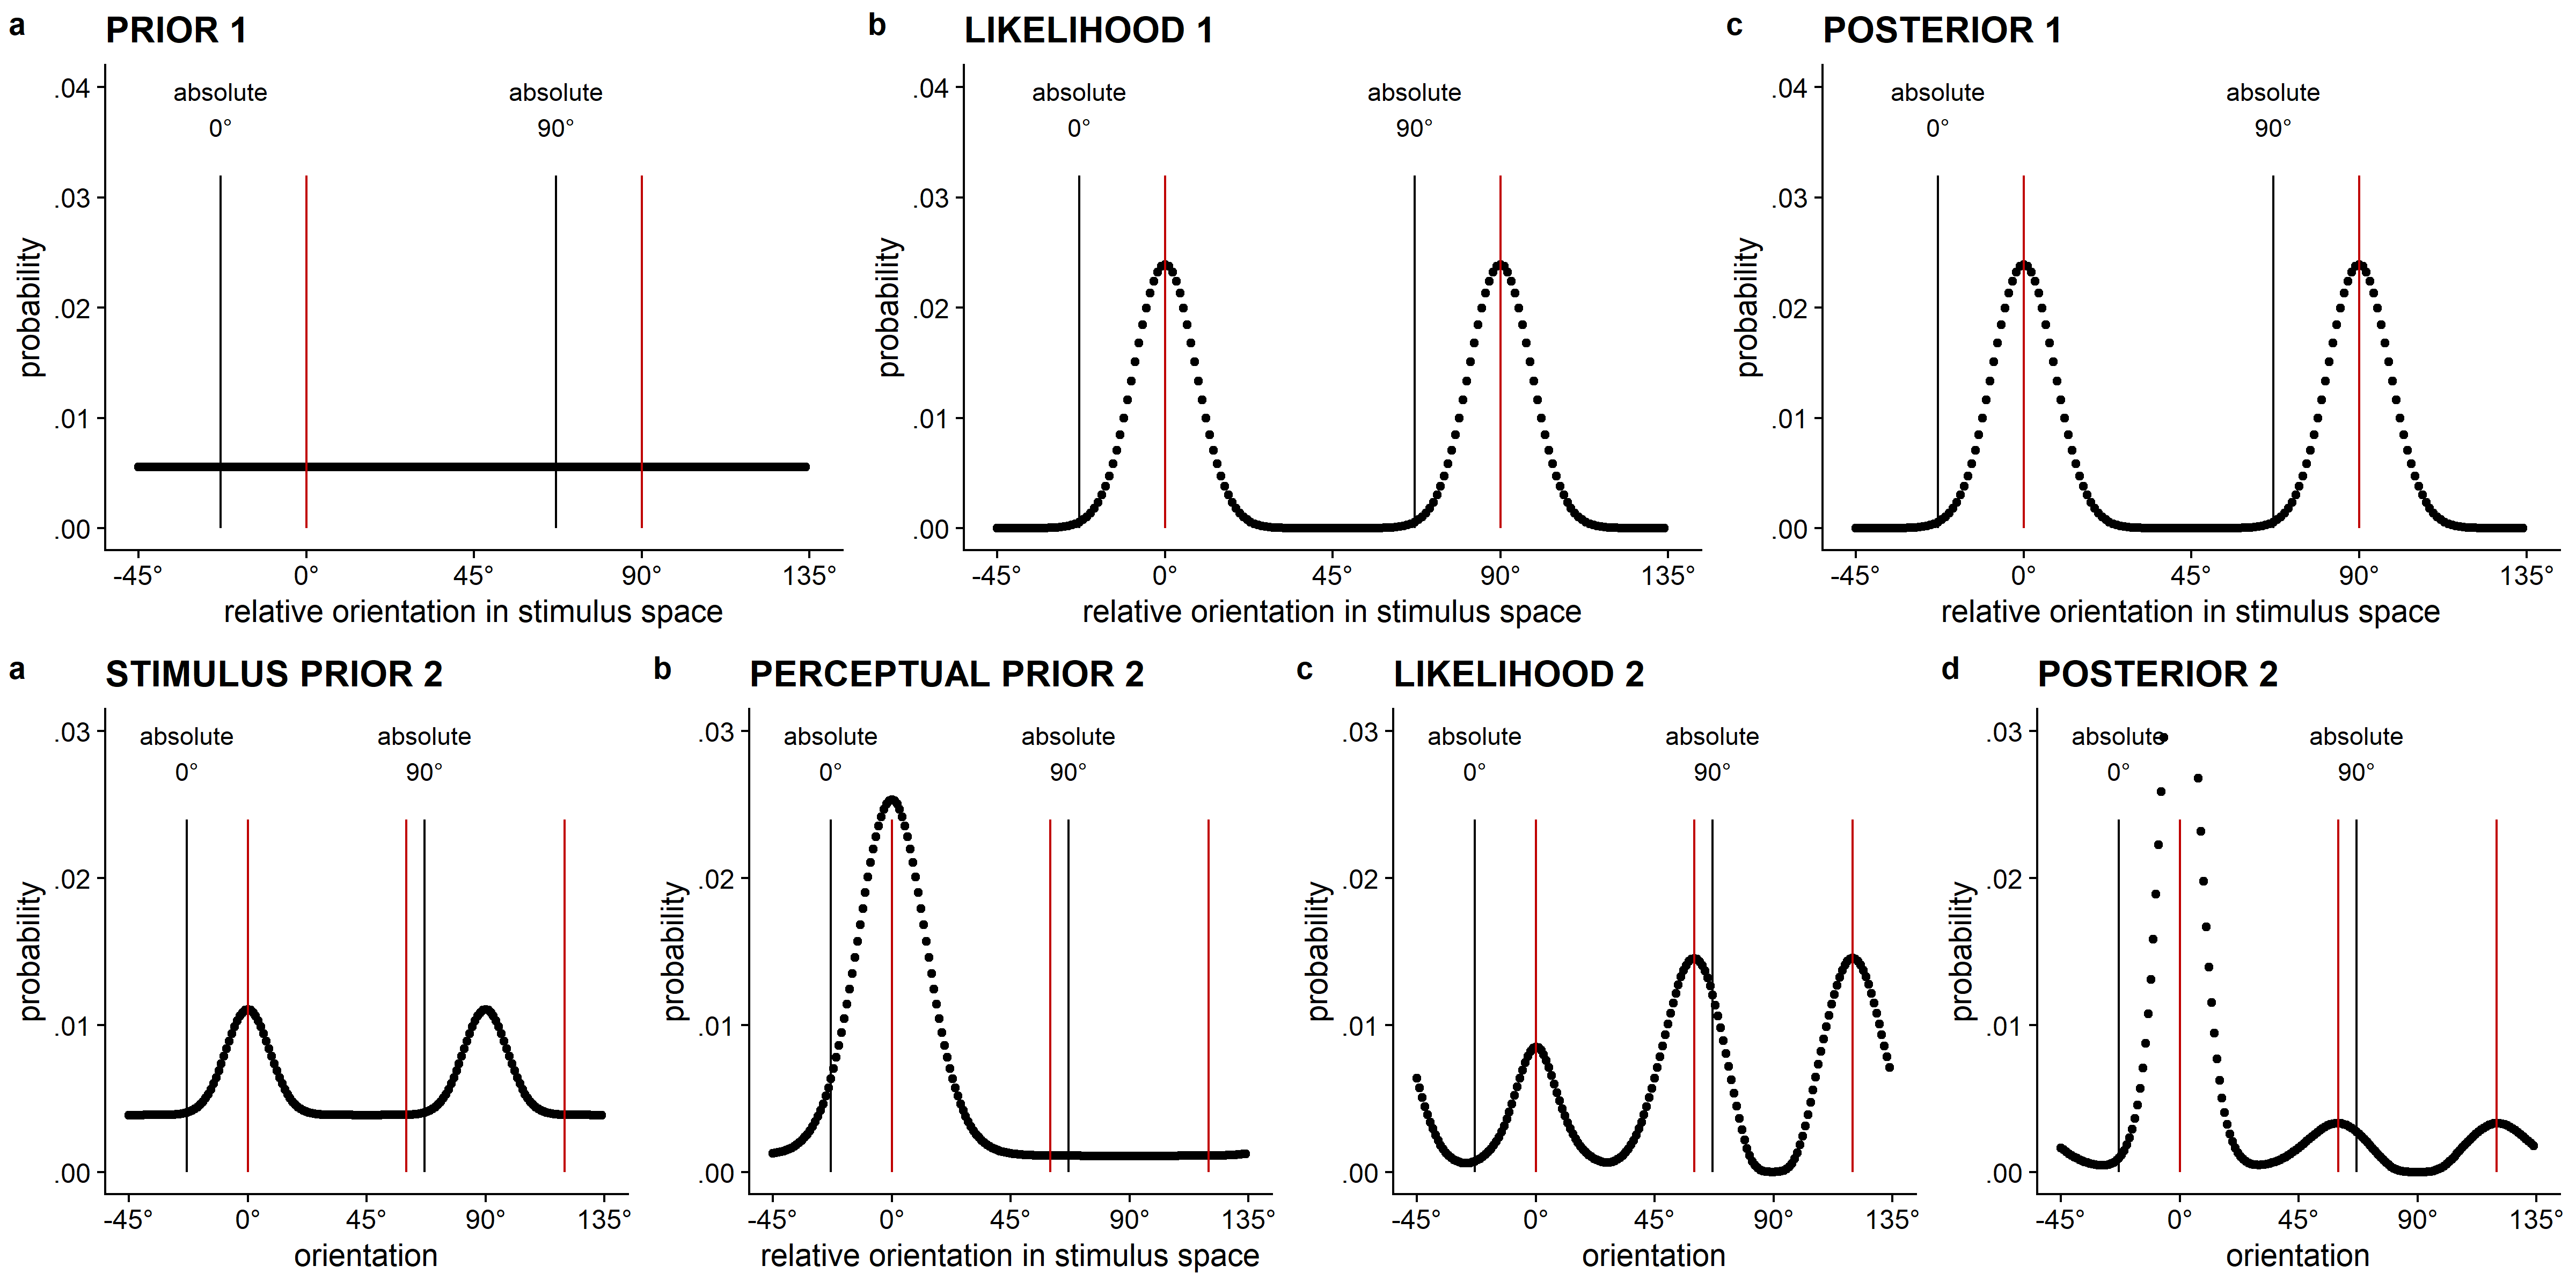 a PRIOR 1
absolute absolute
0° 90°
.04
.03
.02
.01
.00
probability
-45° 0° 45° 90° 135°
relative orientation in stimulus space
b LIKELIHOOD 1
absolute absolute
0° 90°
.04
.03
.02
.01
.00
probability
-45° 0° 45° 90° 135°
relative orientation in stimulus space
c POSTERIOR 1
absolute absolute
0° 90°
.04
.03
.02
.01
.00
probability
-45° 0° 45° 90° 135°
relative orientation in stimulus space
a STIMULUS PRIOR 2
absolute absolute
0° 90°
.03
.02
.01
.00
probability
-45° 0° 45° 90° 135°
orientation
b PERCEPTUAL PRIOR 2
absolute absolute
0° 90°
.03
.02
.01
.00
probability
-45° 0° 45° 90° 135°
relative orientation in stimulus space
c LIKELIHOOD 2
absolute absolute
0° 90°
.03
.02
.01
.00
probability
-45° 0° 45° 90° 135°
orientation
d POSTERIOR 2
absolute absolute
0° 90°
.03
.02
.01
.00
probability
-45° 0° 45° 90° 135°
orientation